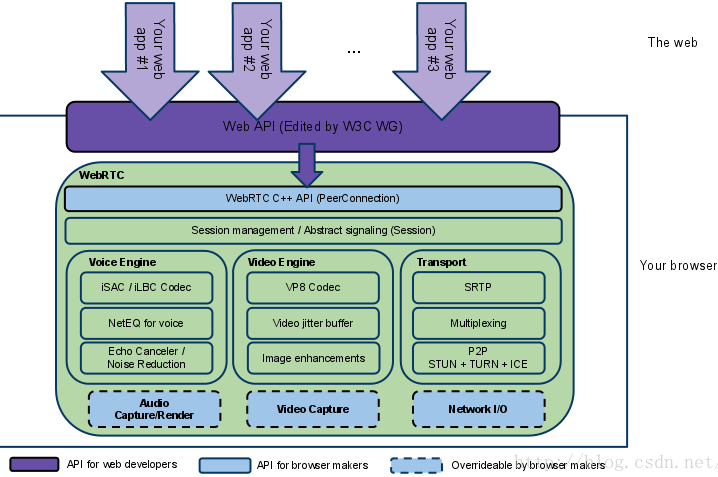 Your web
app #1
Your web
app #2
...
Your web
app #3
The web
Web API (Edited by W3C WG)
WebRTC
WebRTC C++ API (PeerConnection)
Session management / Abstract signaling (Session)
Voice Engine
iSAC / iLBC Codec
NetEQ for voice
Echo Canceler /
Noise Reduction
Video Engine
VP8 Codec
Video jitter buffer
Image enhancements
Transport
SRTP
Multiplexing
P2P
STUN + TURN + ICE
Your browser
Audio
Capture/Render
Video Capture
Network I/O
API for web developers
API for browser makers
Overrideable by browser makers
http://blog.csdn.net/